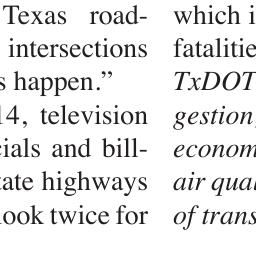 Texas road-
intersections
s happen.”
14, television
cials and bill-
tate highways
look twice for
which i
fatalitie
TxDOT
gestion,
econom
air qual
of trans